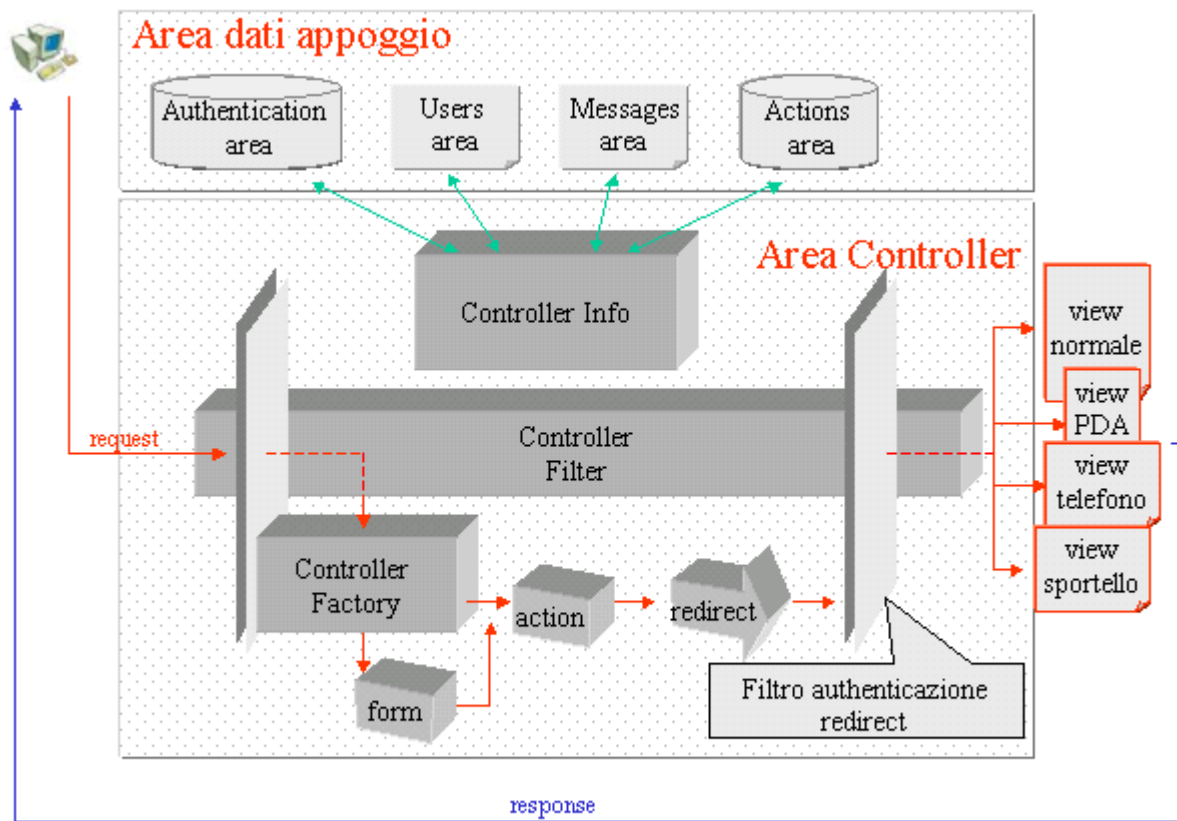 Area dati appoggio
Authentication
area
Users
area
Messages
area
Actions
area
Area Controller
Controller Info
view
normale
view
PDA
request
Controller
Filter
view
telefono
Controller
Factory
action
redirect
view
sportello
form
Filtro authenticazione
redirect
response